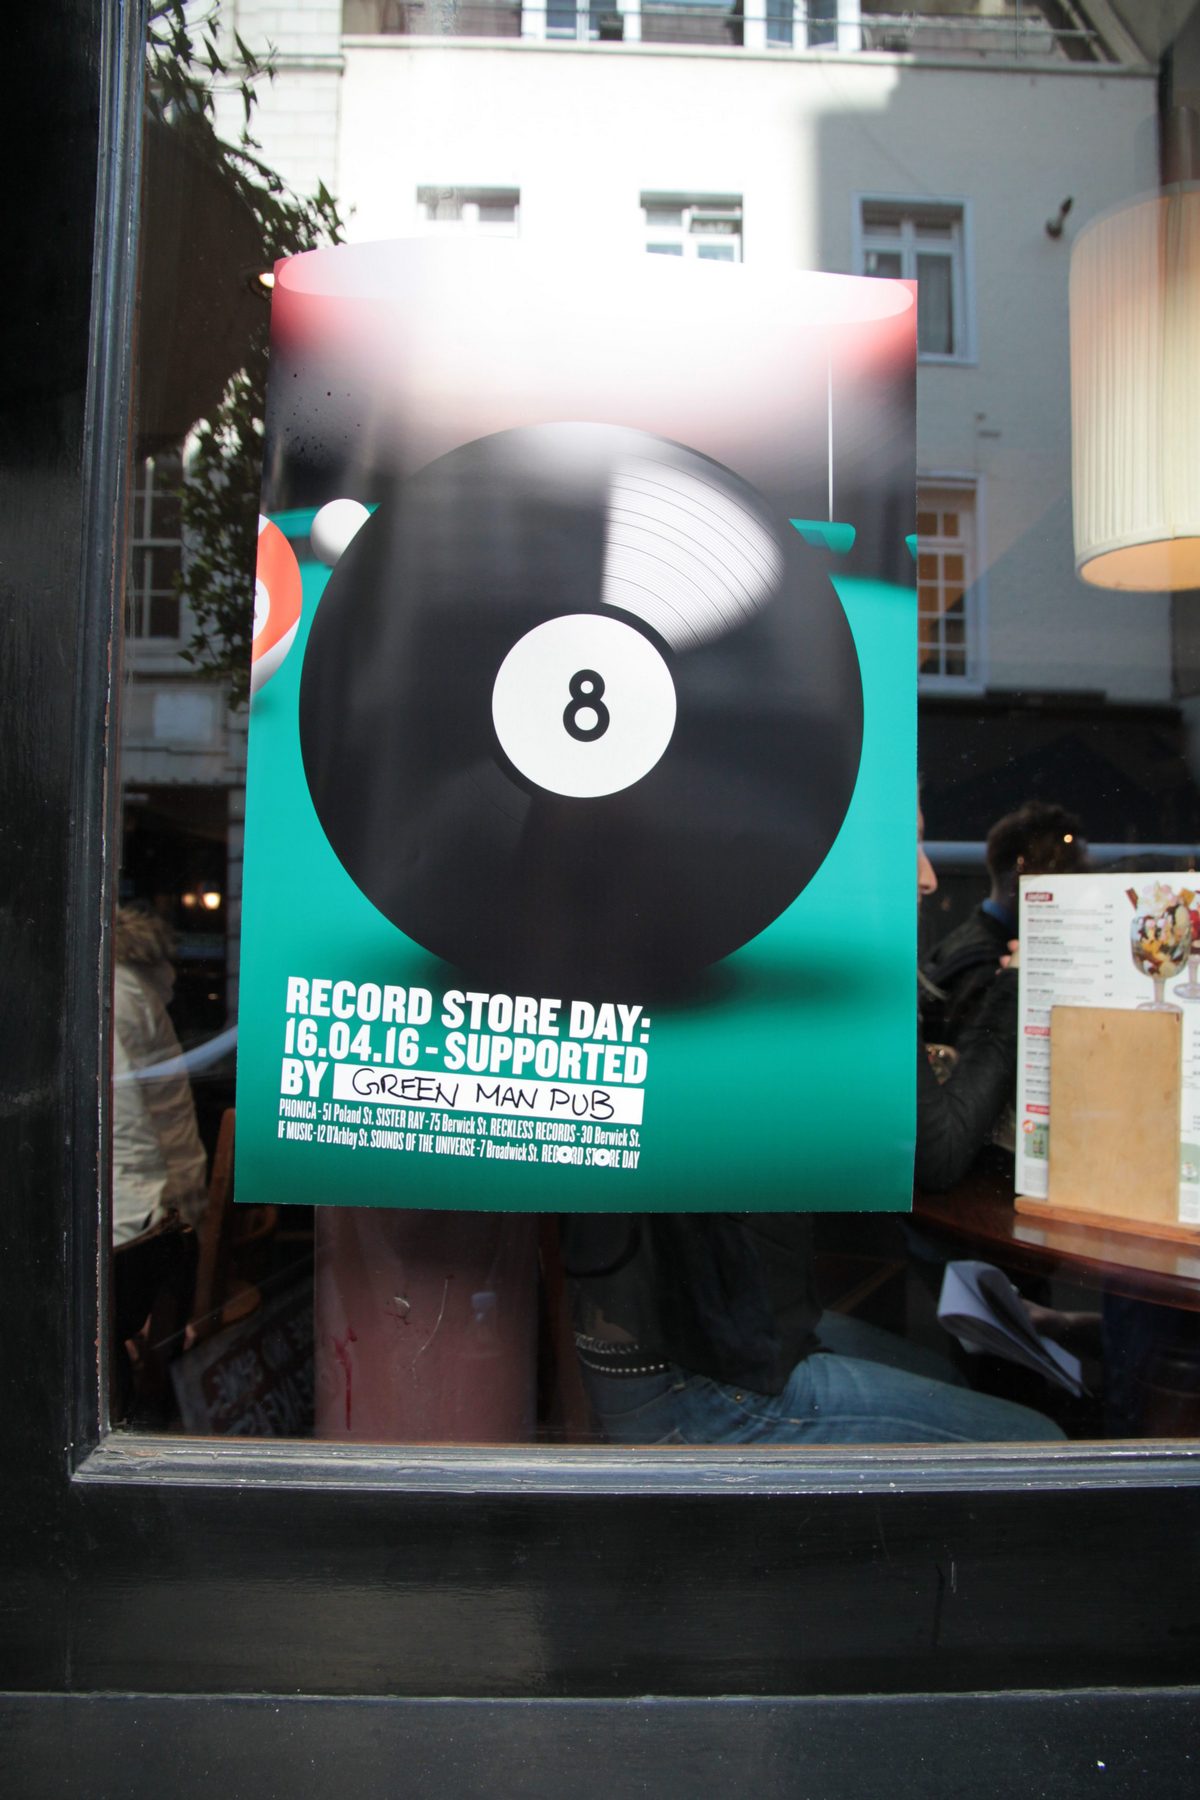 8
RECORD STORE DAY:
16.04.16 - SUPPORTED
BY GREEN MAN PUB
PHONICA - 51 Poland St. SISTER RAY - 75 Berwick St. RECKLESS RECORDS - 30 Berwick St.
IF MUSIC - 12 D'Arblay St. SOUNDS OF THE UNIVERSE - 7 Broadwick St. RECORD STORE DAY